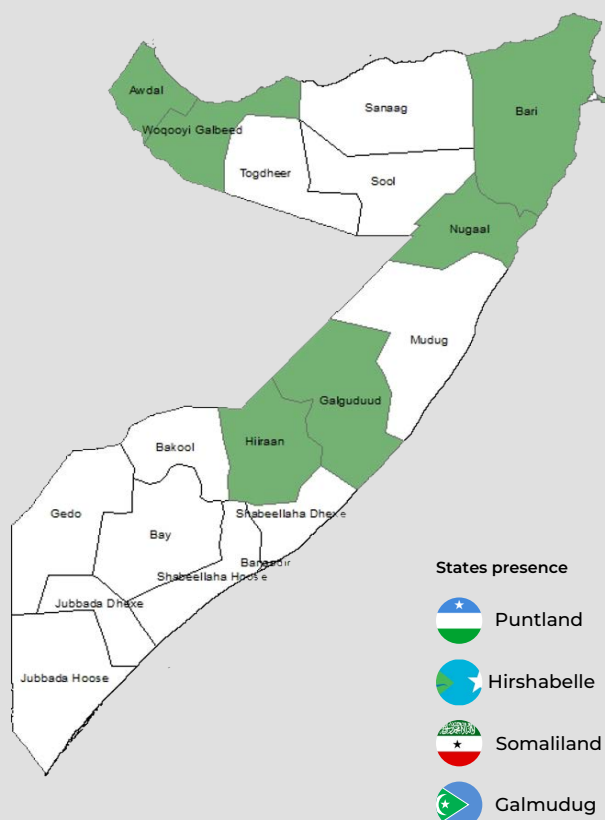 Awdal
Woqooyi Galbeed
Sanaag
Bari
Togdheer
Sool
Nugaal
Mudug
Galguduud
Hiiraan
Bakool
Gedo
Bay
Shabeellaha Dhexe
Banaadir
Shabeellaha Hoose
Jubbada Dhexe
Jubbada Hoose
States presence
Puntland
Hirshabelle
Somaliland
Galmudug